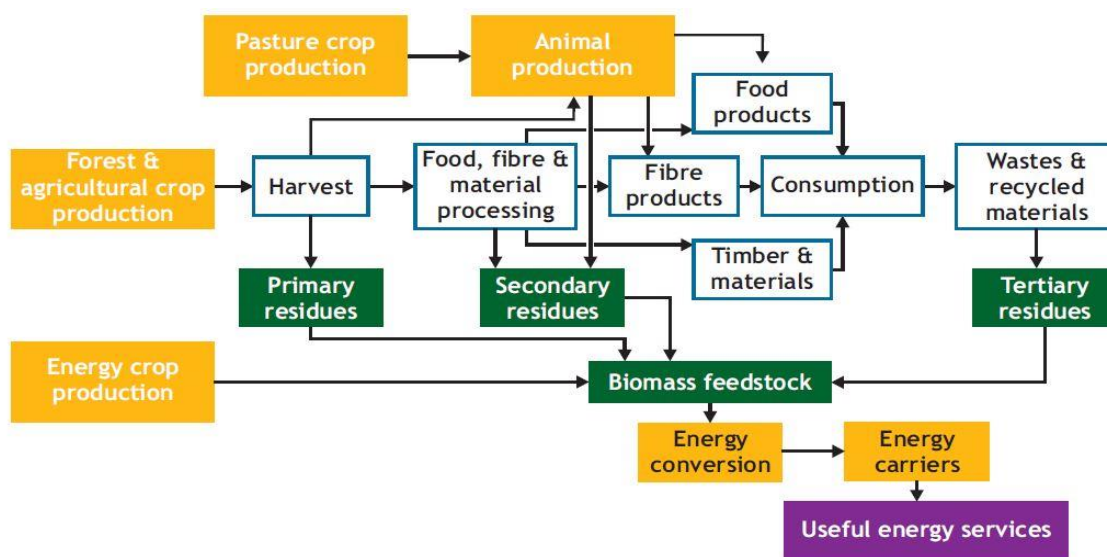 Pasture crop
production
Animal
production
Food
products
Forest &
agricultural crop
production
Harvest
Food, fibre &
material
processing
Fibre
products
Consumption
Wastes &
recycled
materials
Timber &
materials
Primary
residues
Secondary
residues
Tertiary
residues
Energy crop
production
Biomass feedstock
Energy
conversion
Energy
carriers
Useful energy services